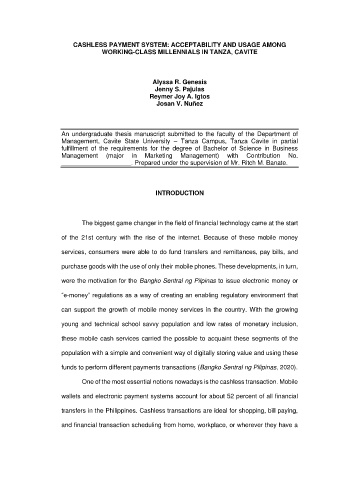 CASHLESS PAYMENT SYSTEM: ACCEPTABILITY AND USAGE AMONG
WORKING-CLASS MILLENNIALS IN TANZA, CAVITE
Alyssa R. Genesia
Jenny S. Pajulas
Reymer Joy A. Igtos
Josan V. Nuñez
An undergraduate thesis manuscript submitted to the faculty of the Department of
Management, Cavite State University – Tanza Campus, Tanza Cavite in partial
fulfillment of the requirements for the degree of Bachelor of Science in Business
Management (major in Marketing Management) with Contribution No.
____________. Prepared under the supervision of Mr. Ritch M. Banate.
INTRODUCTION
The biggest game changer in the field of financial technology came at the start
of the 21st century with the rise of the internet. Because of these mobile money
services, consumers were able to do fund transfers and remittances, pay bills, and
purchase goods with the use of only their mobile phones. These developments, in turn,
were the motivation for the Bangko Sentral ng Pilipinas to issue electronic money or
“e-money” regulations as a way of creating an enabling regulatory environment that
can support the growth of mobile money services in the country. With the growing
young and technical school savvy population and low rates of monetary inclusion,
these mobile cash services carried the possible to acquaint these segments of the
population with a simple and convenient way of digitally storing value and using these
funds to perform different payments transactions (Bangko Sentral ng Pilipinas, 2020).
One of the most essential notions nowadays is the cashless transaction. Mobile
wallets and electronic payment systems account for about 52 percent of all financial
transfers in the Philippines. Cashless transactions are ideal for shopping, bill paying,
and financial transaction scheduling from home, workplace, or wherever they have a